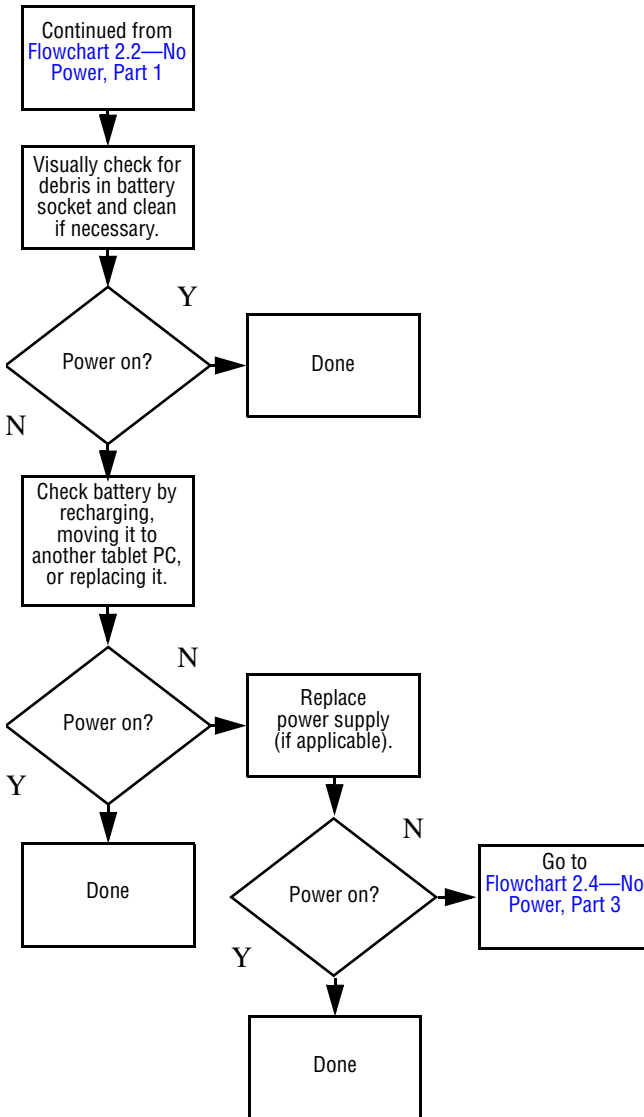 Continued from
Flowchart 2.2—No
Power, Part 1
Visually check for
debris in battery
socket and clean
if necessary.
Y
Power on?
Done
N
Check battery by
recharging,
moving it to
another tablet PC,
or replacing it.
N
Power on?
Replace
power supply
(if applicable).
Y
Done
N
Power on?
Go to
Flowchart 2.4—No
Power, Part 3
Y
Done